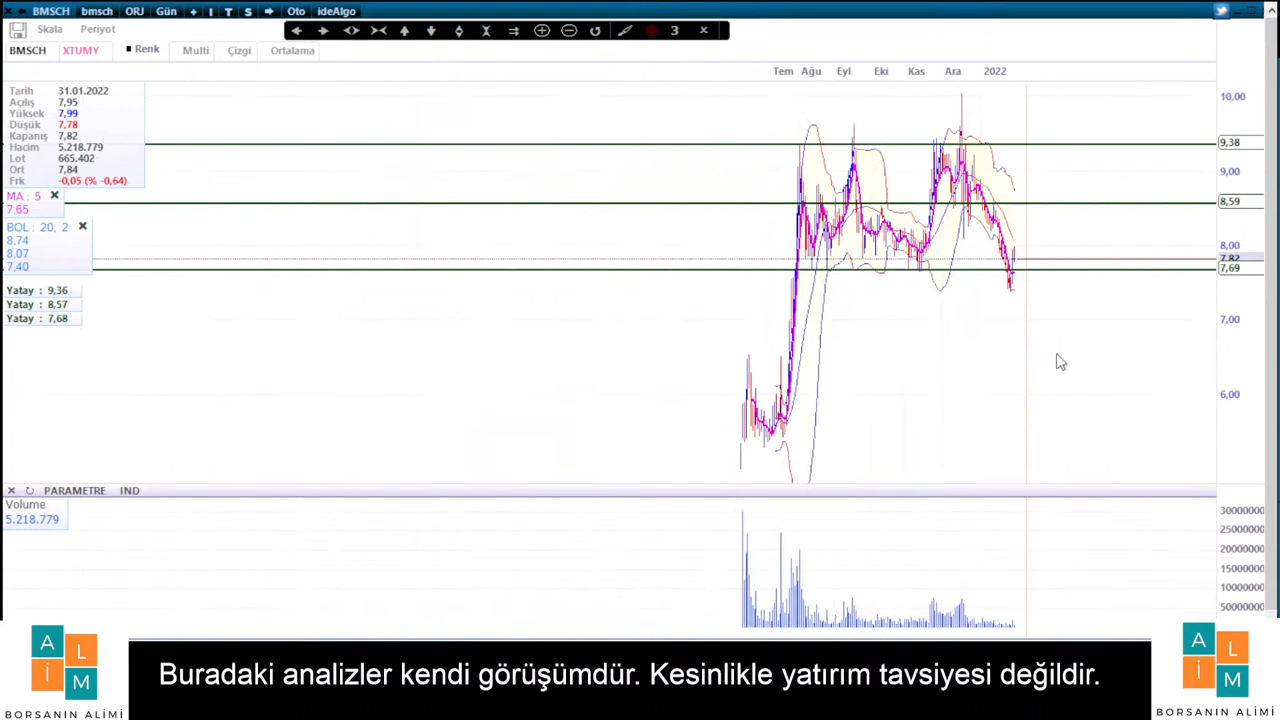 BMSCH bmsch ORJ Gün + I T S Oto ideAlgo
Skala Periyot
3
BMSCH XTUMY Renk Multi Çizgi Ortalama
Tem Ağu Eyl Eki Kas Ara 2022
Tarih 31.01.2022
Açılış 7,95
Yüksek 7,99
Düşük 7,78
Kapanış 7,82
Hacim 5.218.779
Lot 665.402
Ort 7,84
Frk -0,05 (% -0,64)
MA : 5
7,65
BOL : 20, 2
8,74
8,07
7,40
Yatay : 9,36
Yatay : 8,57
Yatay : 7,68
10,00
9,38
9,00
8,59
8,00
7,82
7,69
7,00
6,00
PARAMETRE IND
Volume
5.218.779
30000000
25000000
20000000
15000000
10000000
50000000
A L İ M
BORSANIN ALİMİ
Buradaki analizler kendi görüşümdür. Kesinlikle yatırım tavsiyesi değildir.
A L İ M
BORSANIN ALİMİ